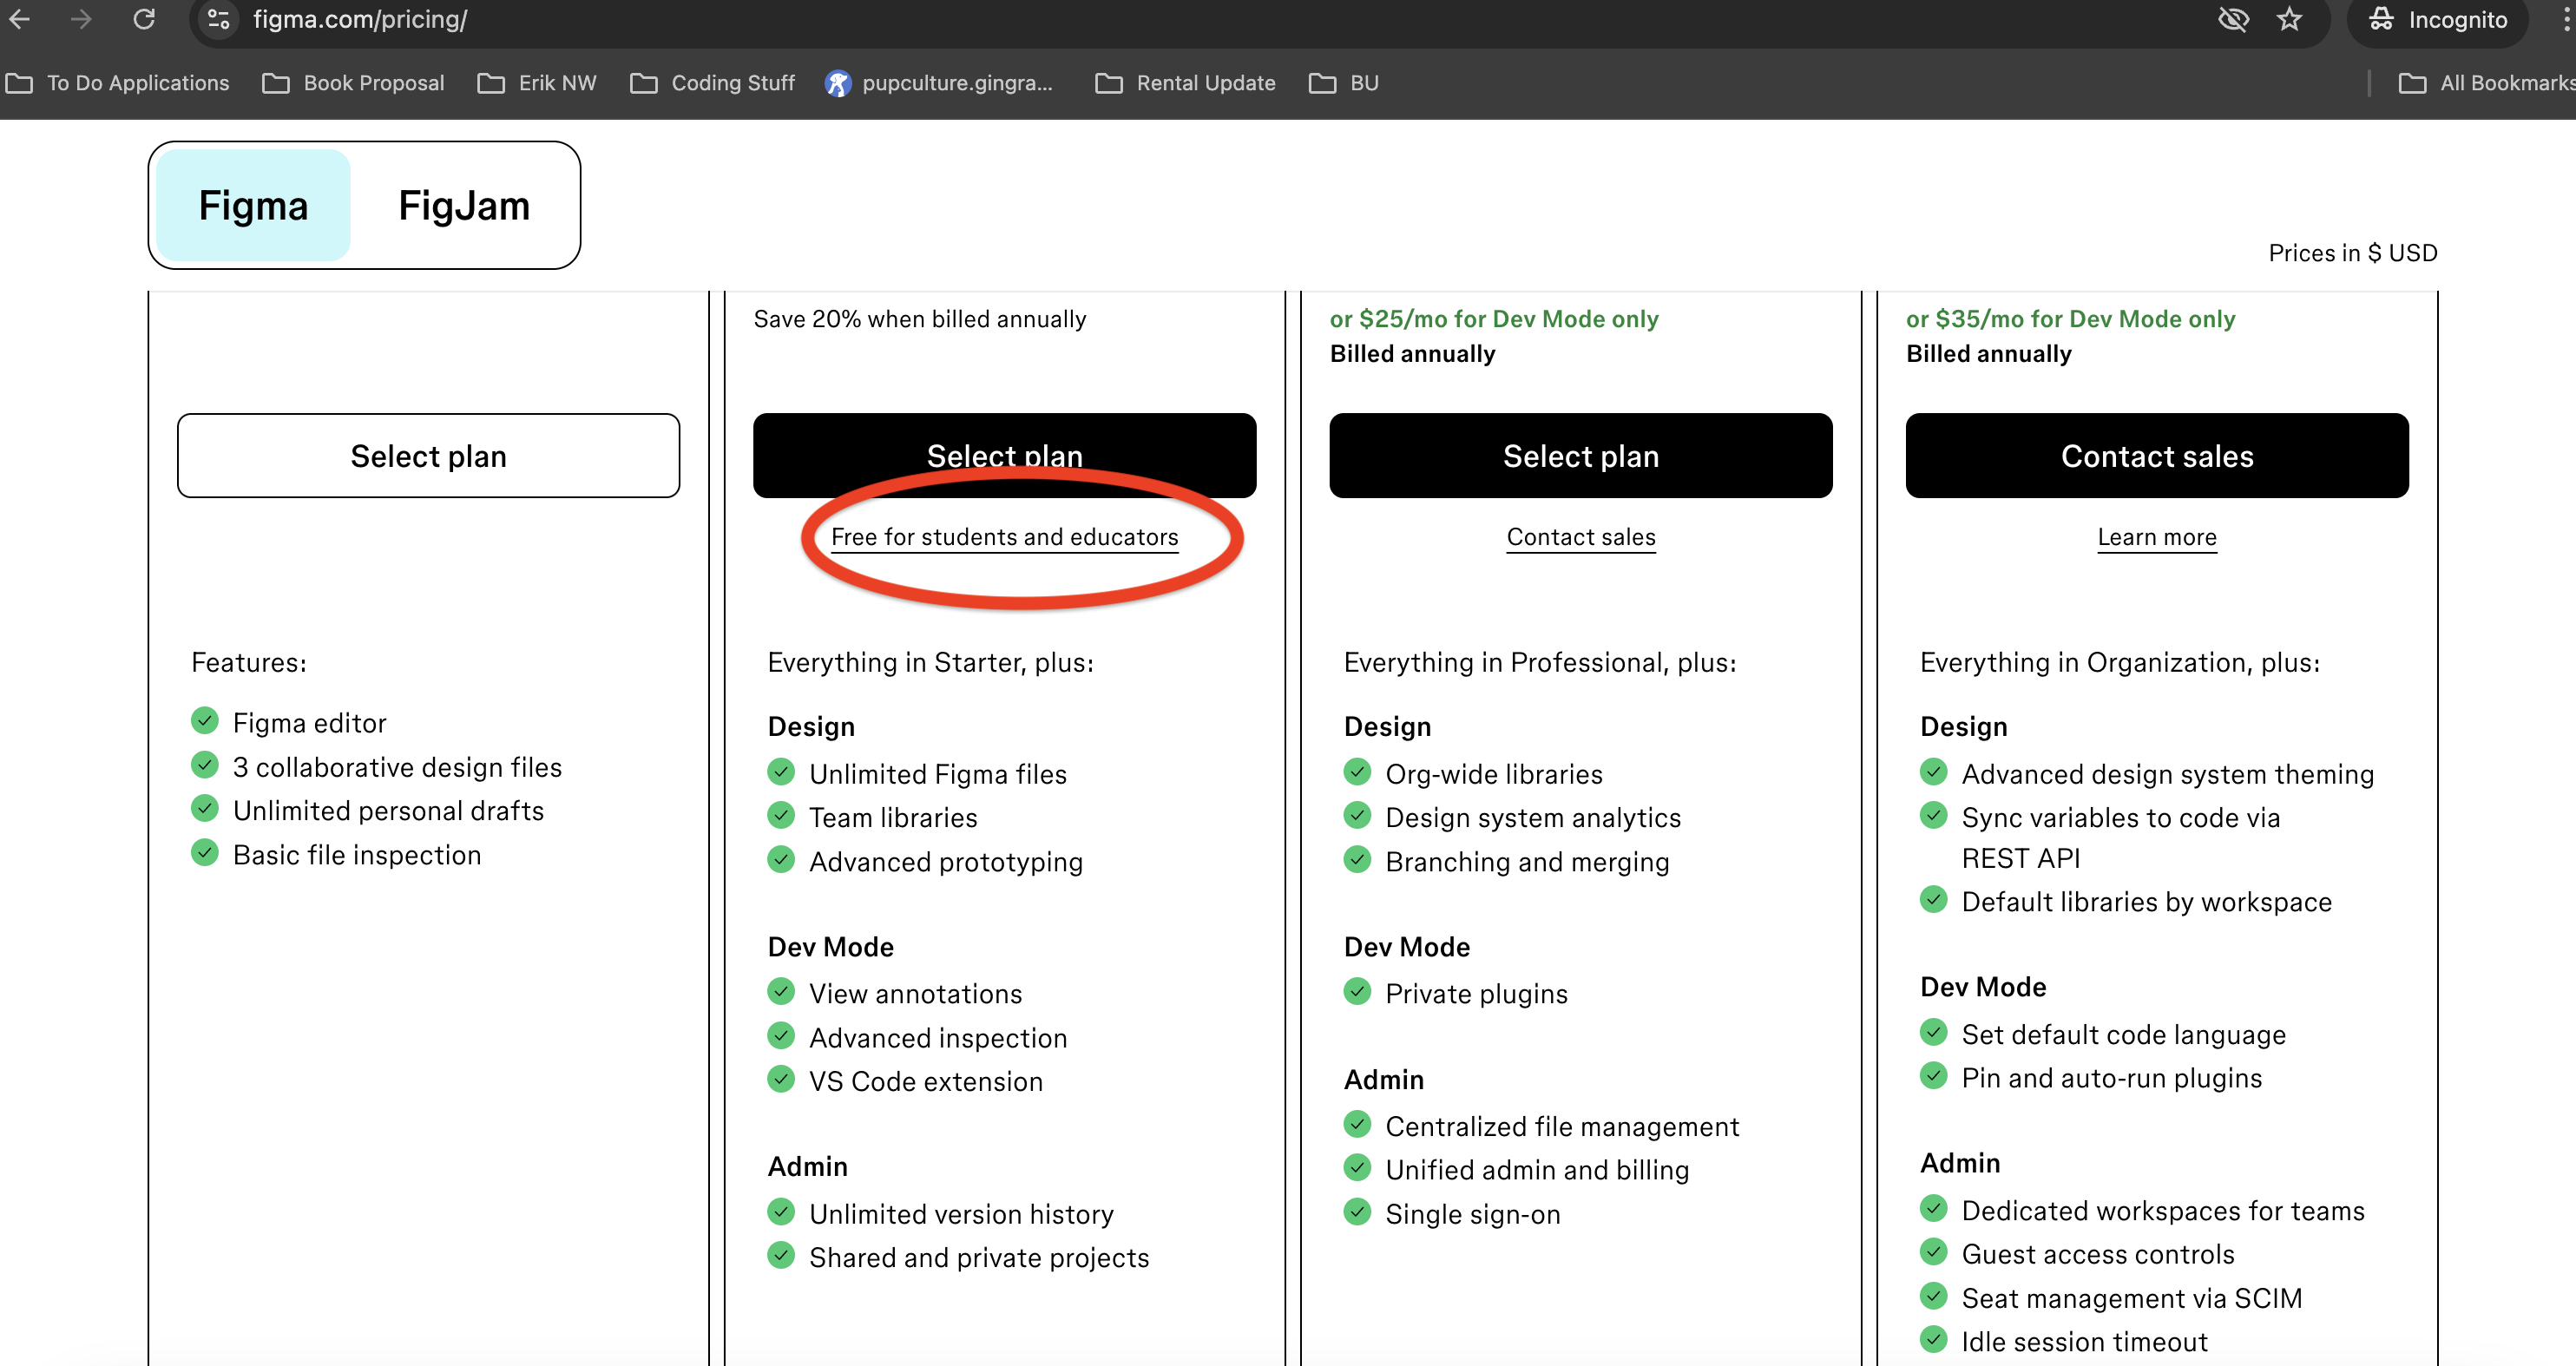 figma.com/pricing/
Incognito
To Do Applications
Book Proposal
Erik NW
Coding Stuff
pupculture.gingra...
Rental Update
BU
All Bookmarks
Figma
FigJam
Prices in $ USD
Select plan
Features:
Figma editor
3 collaborative design files
Unlimited personal drafts
Basic file inspection
Save 20% when billed annually
Select plan
Free for students and educators
Everything in Starter, plus:
Design
Unlimited Figma files
Team libraries
Advanced prototyping
Dev Mode
View annotations
Advanced inspection
VS Code extension
Admin
Unlimited version history
Shared and private projects
or $25/mo for Dev Mode only
Billed annually
Select plan
Contact sales
Everything in Professional, plus:
Design
Org-wide libraries
Design system analytics
Branching and merging
Dev Mode
Private plugins
Admin
Centralized file management
Unified admin and billing
Single sign-on
or $35/mo for Dev Mode only
Billed annually
Contact sales
Learn more
Everything in Organization, plus:
Design
Advanced design system theming
Sync variables to code via
REST API
Default libraries by workspace
Dev Mode
Set default code language
Pin and auto-run plugins
Admin
Dedicated workspaces for teams
Guest access controls
Seat management via SCIM
Idle session timeout